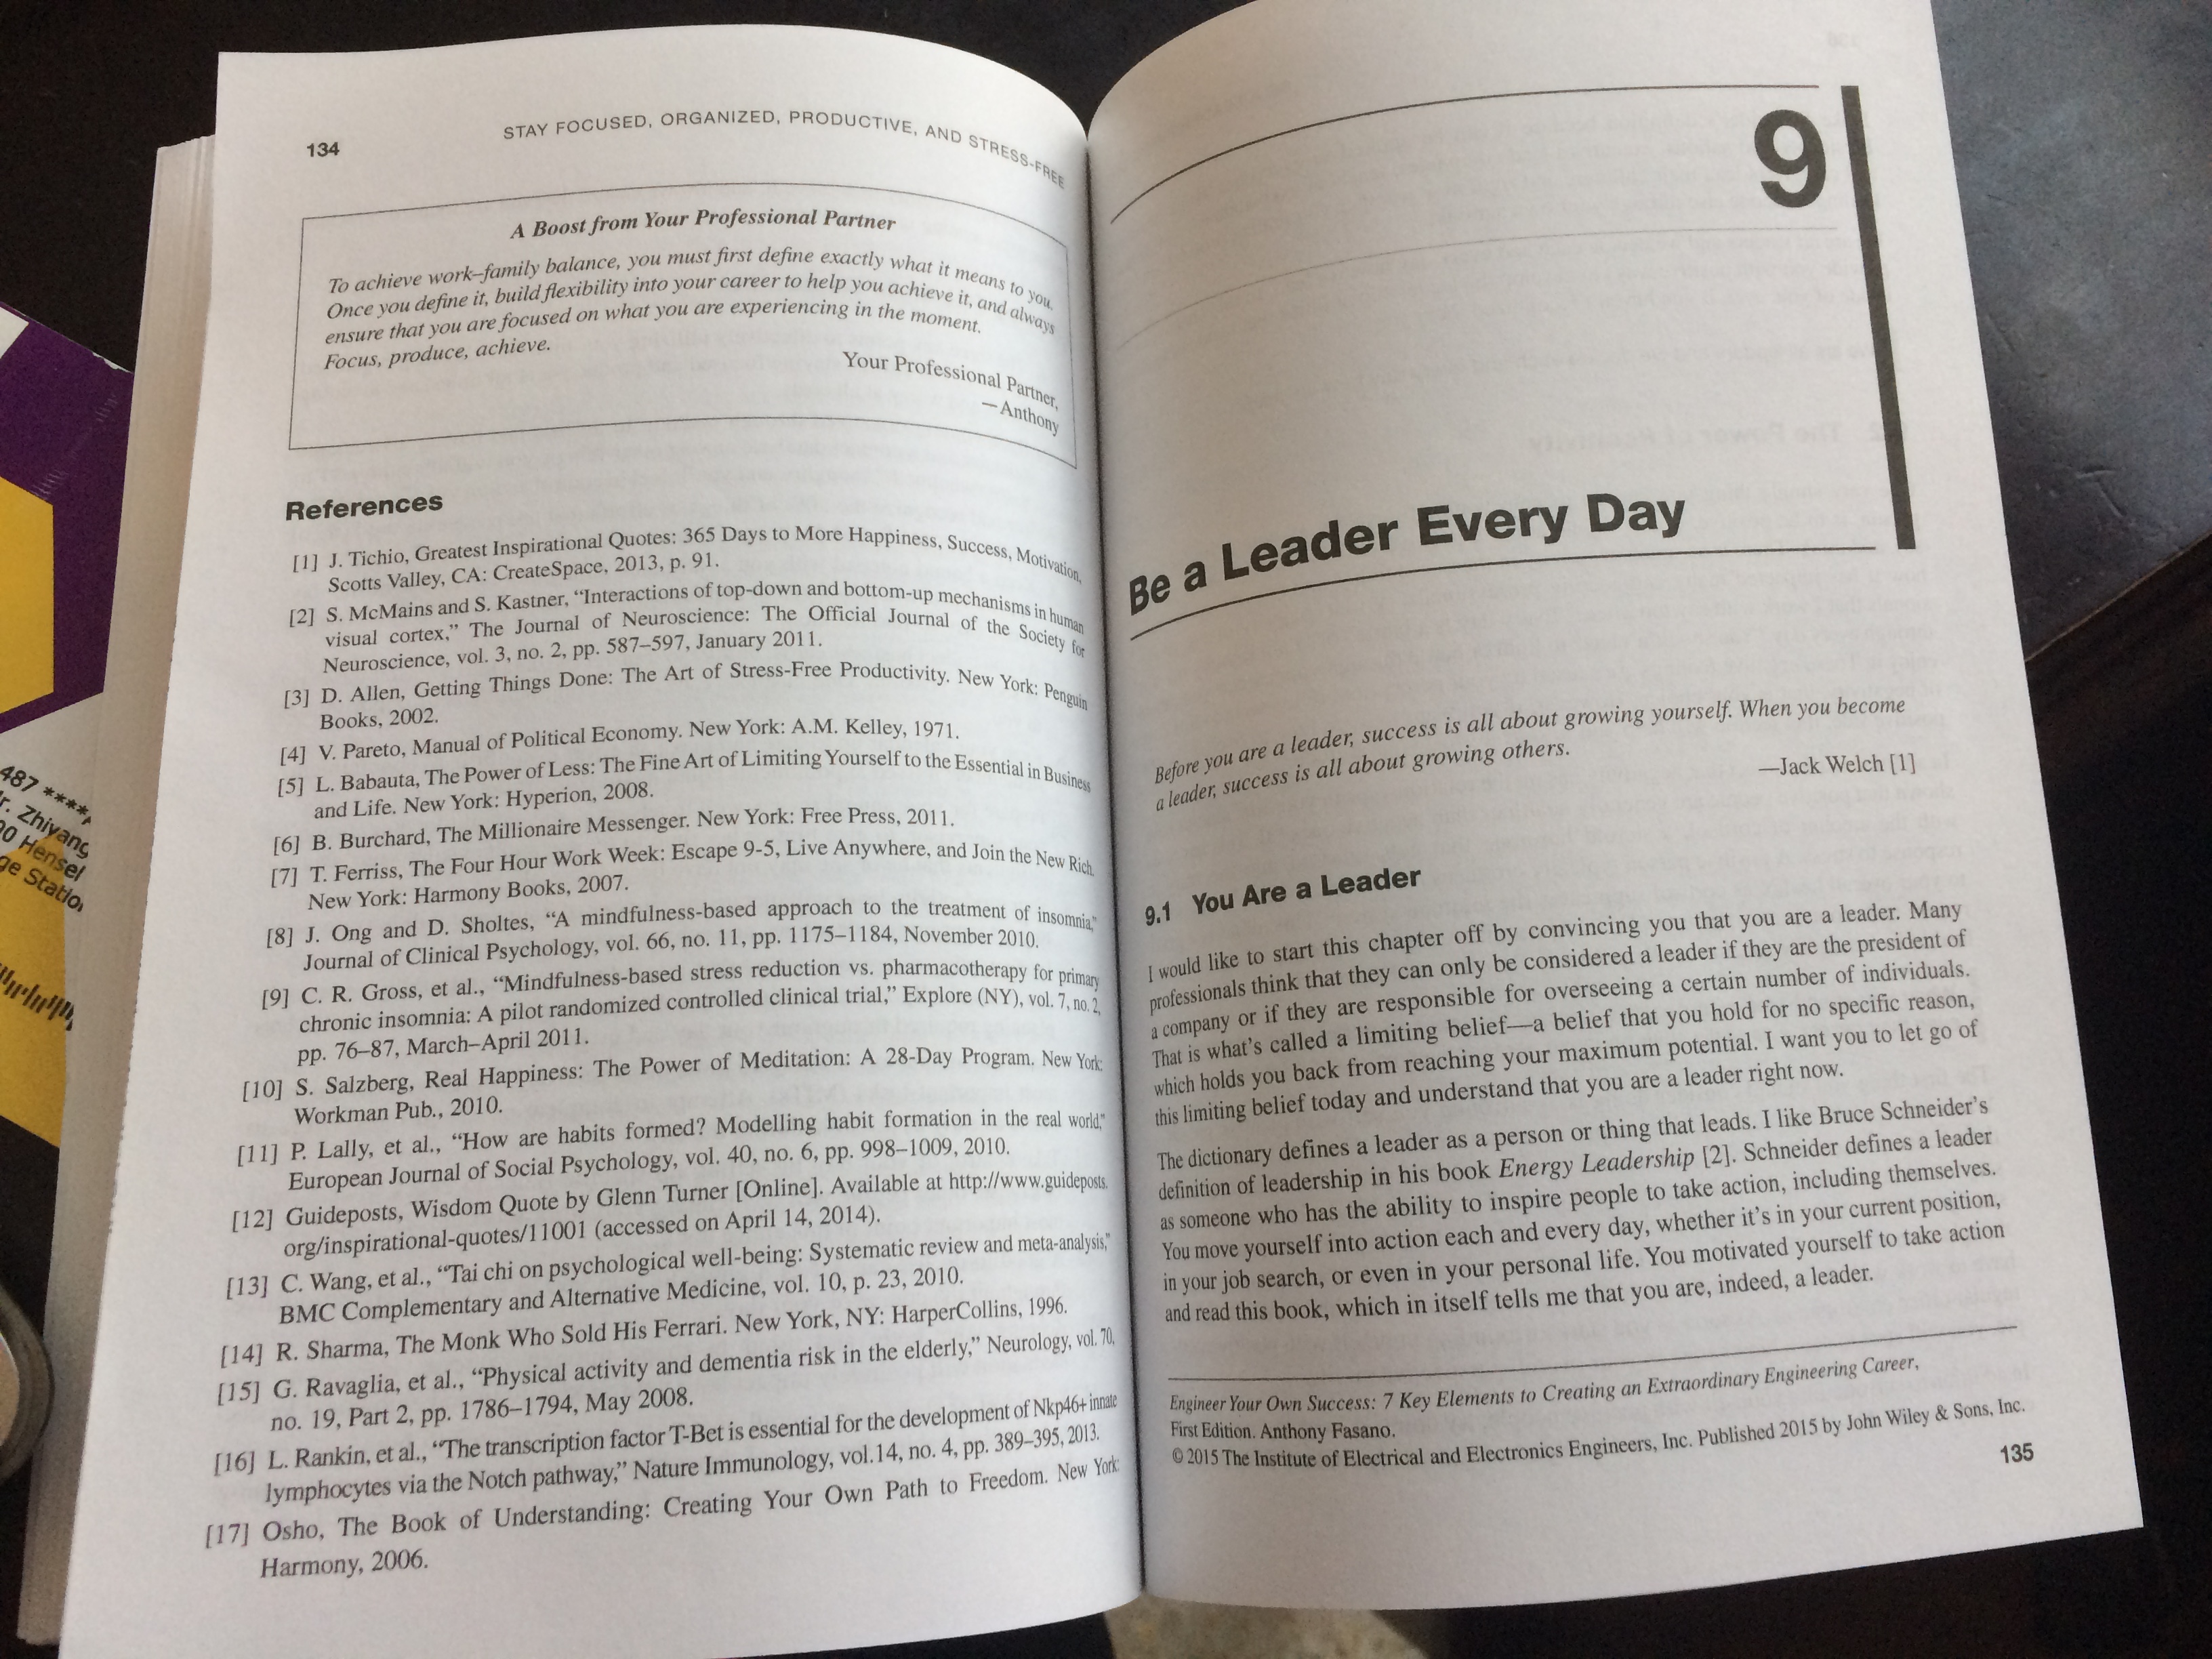 487 ****
Zhiyang
Hensel
134
STAY FOCUSED, ORGANIZED, PRODUCTIVE, AND STRESS-FREE
A Boost from Your Professional Partner
To achieve work–family balance, you must first define exactly what it means to you.
Once you define it, build flexibility into your career to help you achieve it, and always
ensure that you are focused on what you are experiencing in the moment.
Focus, produce, achieve.
Your Professional Partner,
— Anthony
References
[1] J. Tichio, Greatest Inspirational Quotes: 365 Days to More Happiness, Success, Motivation,
Scotts Valley, CA: CreateSpace, 2013, p. 91.
[2] S. McMains and S. Kastner, “Interactions of top-down and bottom-up mechanisms in human
visual cortex,” The Journal of Neuroscience: The Official Journal of the Society for
Neuroscience, vol. 3, no. 2, pp. 587–597, January 2011.
[3] D. Allen, Getting Things Done: The Art of Stress-Free Productivity. New York: Penguin
Books, 2002.
[4] V. Pareto, Manual of Political Economy. New York: A.M. Kelley, 1971.
[5] L. Babauta, The Power of Less: The Fine Art of Limiting Yourself to the Essential in Business
and Life. New York: Hyperion, 2008.
[6] B. Burchard, The Millionaire Messenger. New York: Free Press, 2011.
[7] T. Ferriss, The Four Hour Work Week: Escape 9-5, Live Anywhere, and Join the New Rich.
New York: Harmony Books, 2007.
[8] J. Ong and D. Sholtes, “A mindfulness-based approach to the treatment of insomnia,”
Journal of Clinical Psychology, vol. 66, no. 11, pp. 1175–1184, November 2010.
[9] C. R. Gross, et al., “Mindfulness-based stress reduction vs. pharmacotherapy for primary
chronic insomnia: A pilot randomized controlled clinical trial,” Explore (NY), vol. 7, no. 2,
pp. 76–87, March–April 2011.
[10] S. Salzberg, Real Happiness: The Power of Meditation: A 28-Day Program. New York:
Workman Pub., 2010.
[11] P. Lally, et al., “How are habits formed? Modelling habit formation in the real world,”
European Journal of Social Psychology, vol. 40, no. 6, pp. 998–1009, 2010.
[12] Guideposts, Wisdom Quote by Glenn Turner [Online]. Available at http://www.guideposts.
org/inspirational-quotes/11001 (accessed on April 14, 2014).
[13] C. Wang, et al., “Tai chi on psychological well-being: Systematic review and meta-analysis,”
BMC Complementary and Alternative Medicine, vol. 10, p. 23, 2010.
[14] R. Sharma, The Monk Who Sold His Ferrari. New York, NY: HarperCollins, 1996.
[15] G. Ravaglia, et al., “Physical activity and dementia risk in the elderly,” Neurology, vol. 70,
no. 19, Part 2, pp. 1786–1794, May 2008.
[16] L. Rankin, et al., “The transcription factor T-Bet is essential for the development of Nkp46+ innate
lymphocytes via the Notch pathway,” Nature Immunology, vol.14, no. 4, pp. 389–395, 2013.
[17] Osho, The Book of Understanding: Creating Your Own Path to Freedom. New York:
Harmony, 2006.
9
Be a Leader Every Day
Before you are a leader, success is all about growing yourself. When you become
a leader, success is all about growing others.
—Jack Welch [1]
9.1 You Are a Leader
I would like to start this chapter off by convincing you that you are a leader. Many
professionals think that they can only be considered a leader if they are the president of
a company or if they are responsible for overseeing a certain number of individuals.
That is what’s called a limiting belief—a belief that you hold for no specific reason,
which holds you back from reaching your maximum potential. I want you to let go of
this limiting belief today and understand that you are a leader right now.
The dictionary defines a leader as a person or thing that leads. I like Bruce Schneider’s
definition of leadership in his book Energy Leadership [2]. Schneider defines a leader
as someone who has the ability to inspire people to take action, including themselves.
You move yourself into action each and every day, whether it’s in your current position,
in your job search, or even in your personal life. You motivated yourself to take action
and read this book, which in itself tells me that you are, indeed, a leader.
Engineer Your Own Success: 7 Key Elements to Creating an Extraordinary Engineering Career,
First Edition. Anthony Fasano.
© 2015 The Institute of Electrical and Electronics Engineers, Inc. Published 2015 by John Wiley & Sons, Inc.
135